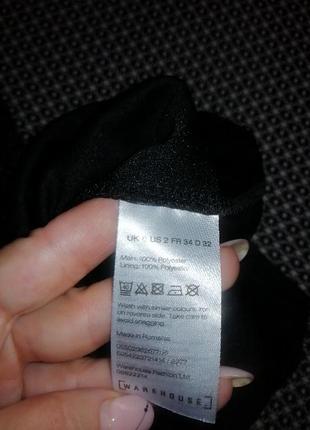 UK 6 US 2 FR 34 D 32
Main: 100% Polyester
Lining: 100% Polyester
Wash with similar colours. Iron
on reverse side. Take care to
avoid snagging.
Made in Romania
Warehouse Fashion
[WAREHOUSE]